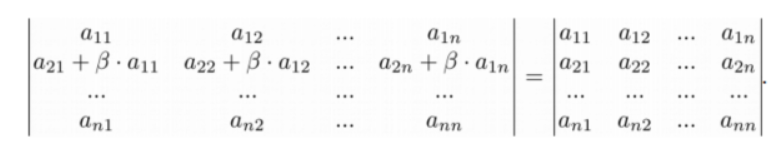 | a₁₁ a₁₂ ... a₁ₙ | = | a₁₁ a₁₂ ... a₁ₙ |
| a₂₁ + β · a₁₁ a₂₂ + β · a₁₂ ... a₂ₙ + β · a₁ₙ | = | a₂₁ a₂₂ ... a₂ₙ |
| ... ... ... ... | = | ... ... ... ... |
| aₙ₁ aₙ₂ ... aₙₙ | = | aₙ₁ aₙ₂ ... aₙₙ |.